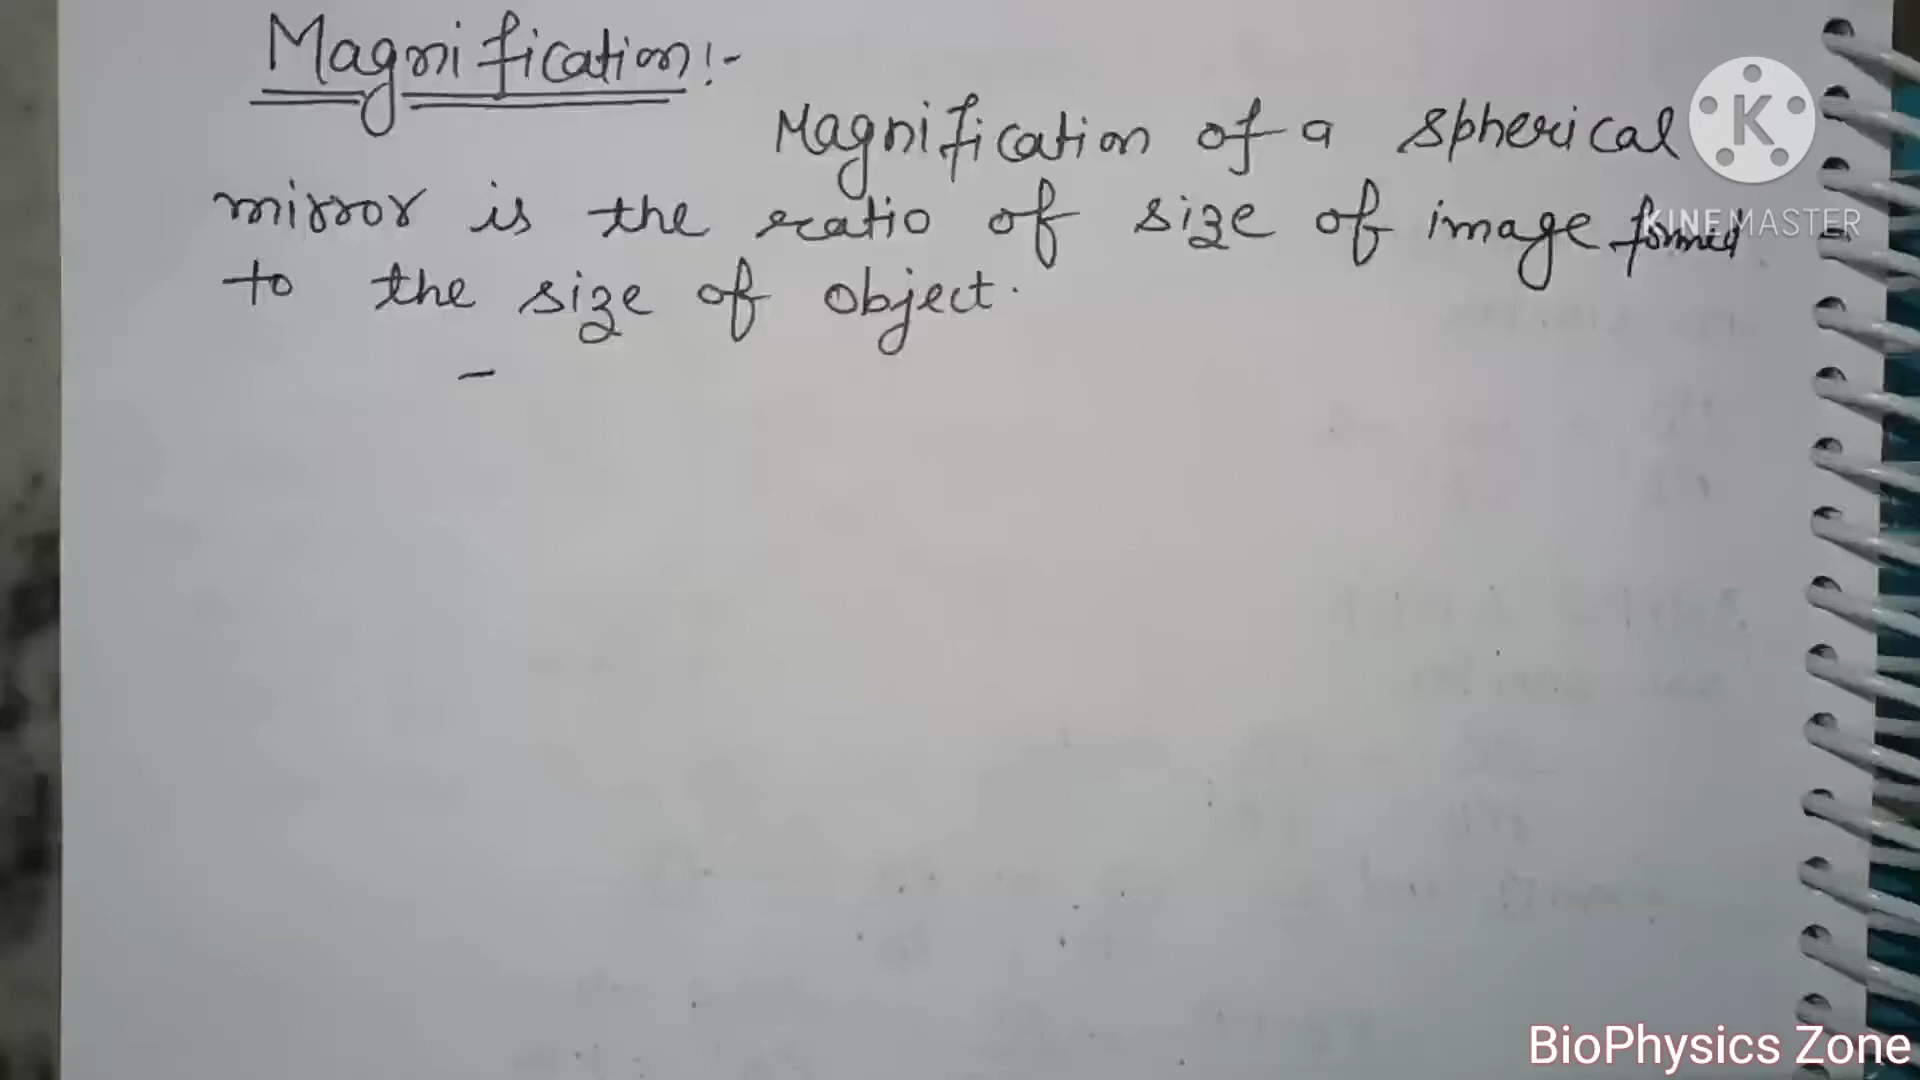 Magnification:-
Magnification of a spherical
mirror is the ratio of size of image formed
to the size of object.
-
K
KINEMASTER
BioPhysics Zone